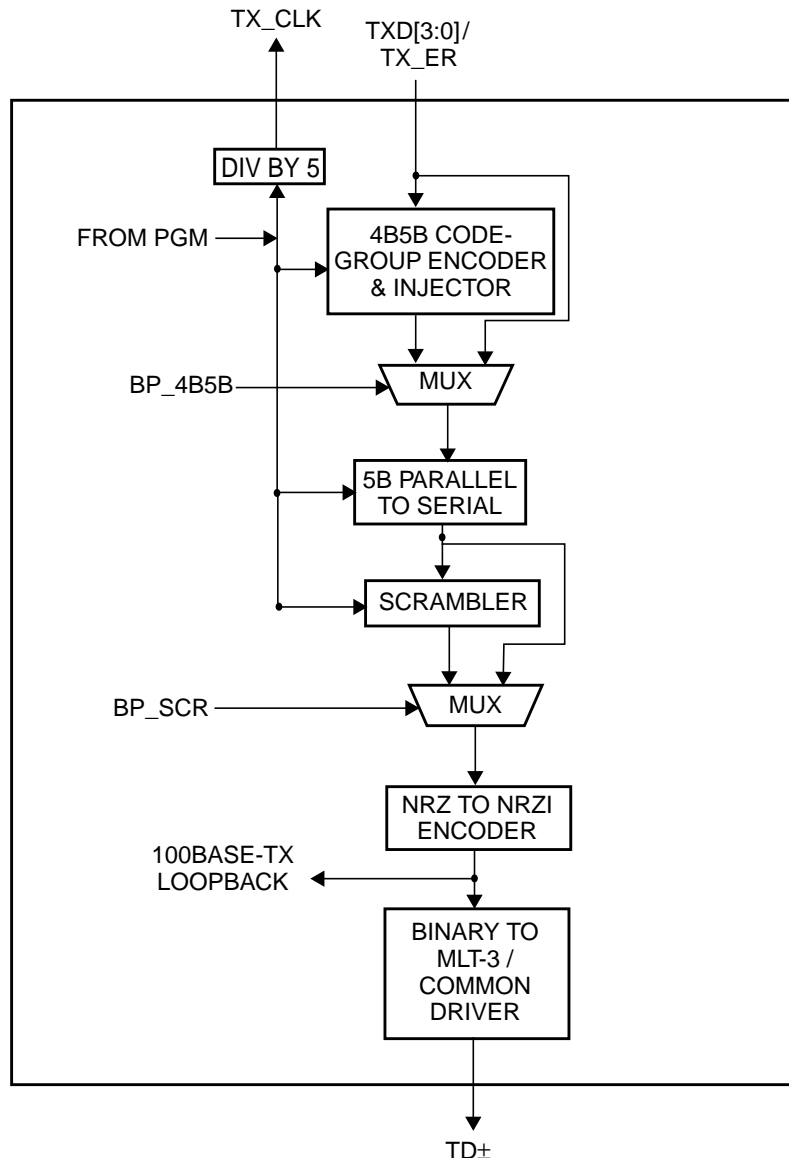 TX_CLK
TXD[3:0]/
TX_ER
DIV BY 5
FROM PGM
4B5B CODE-
GROUP ENCODER
& INJECTOR
BP_4B5B
MUX
5B PARALLEL
TO SERIAL
SCRAMBLER
BP_SCR
MUX
NRZ TO NRZI
ENCODER
100BASE-TX
LOOPBACK
BINARY TO
MLT-3 /
COMMON
DRIVER
TD±